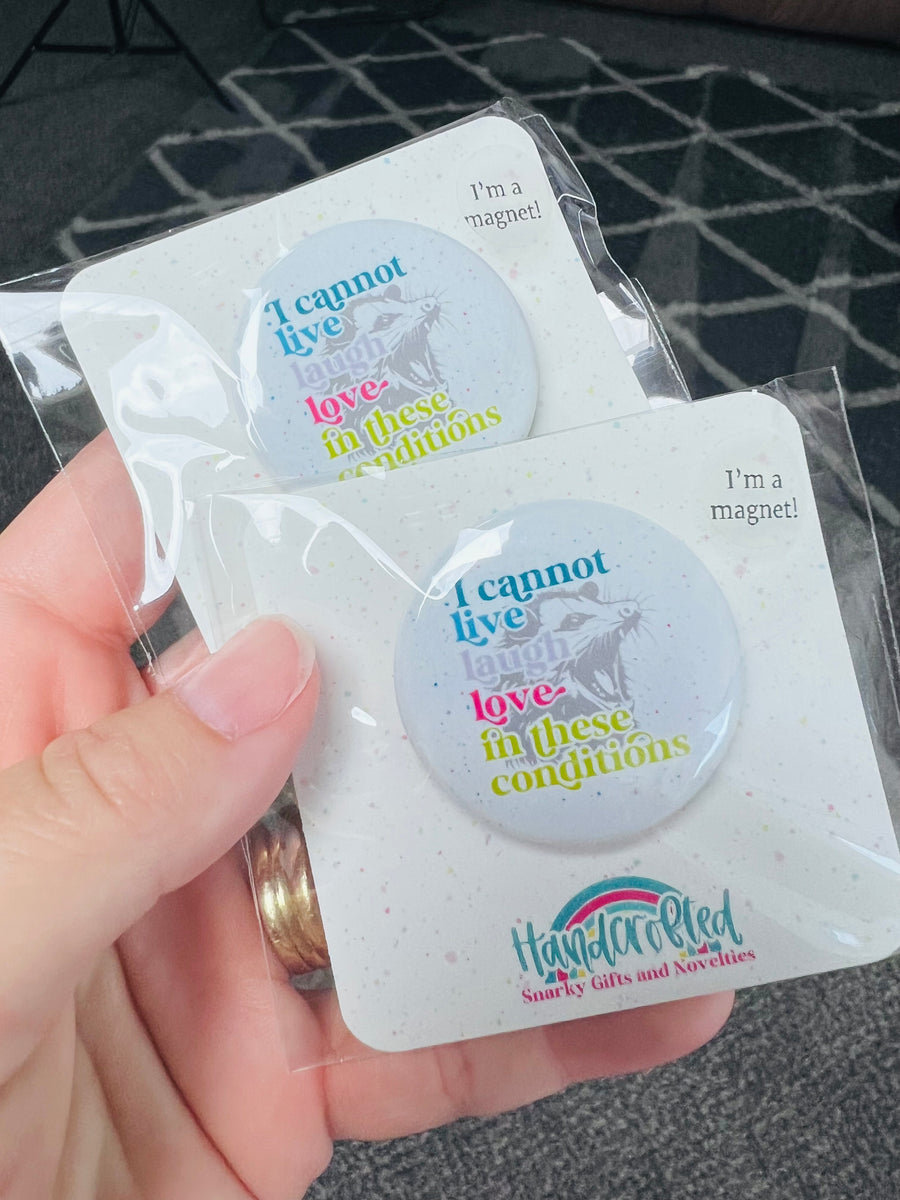 I'm a
magnet!
I cannot
live
laugh
love
in these
conditions
I'm a
magnet!
I cannot
live
laugh
love
in these
conditions
Handcrafted
Snarky Gifts and Novelties